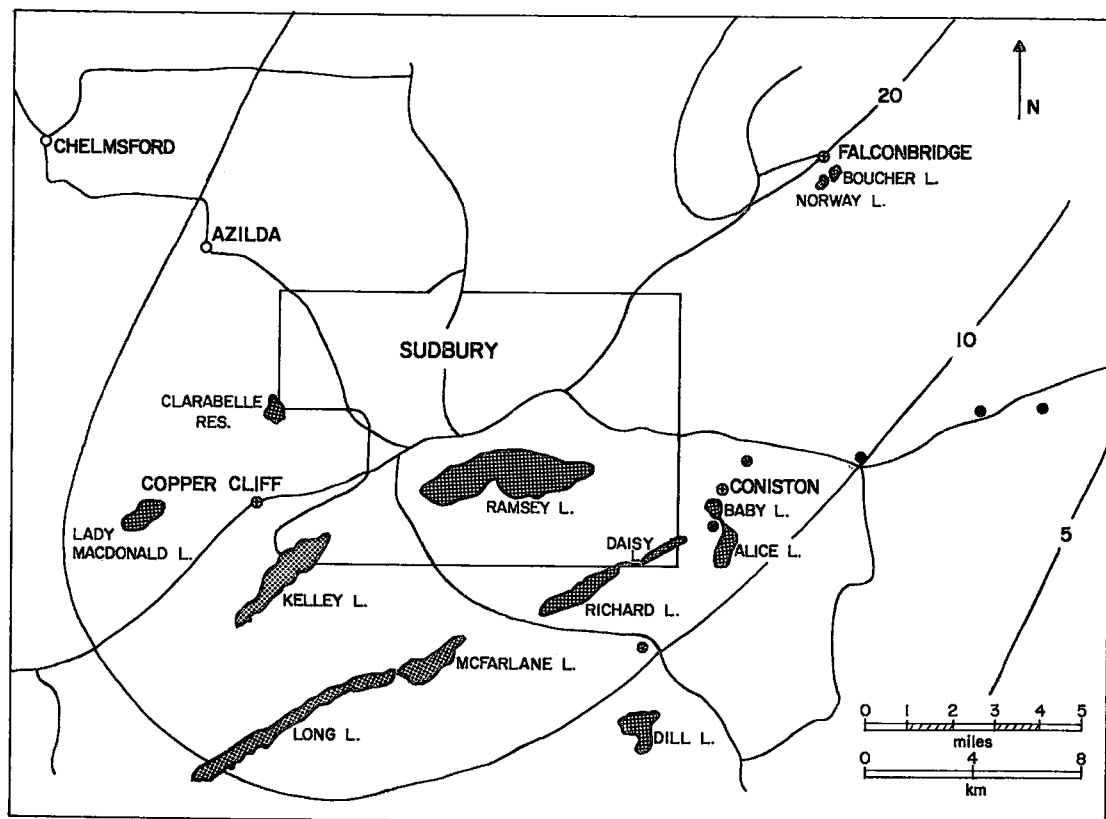 20
N
CHELMSFORD
FALCONBRIDGE
BOUCHER L.
NORWAY L.
AZILDA
SUDBURY
10
CLARABELLE
RES.
COPPER CLIFF
RAMSEY L.
CONISTON
BABY L.
LADY
MACDONALD L.
DAISY
L.
ALICE L.
5
KELLEY L.
RICHARD L.
MCFARLANE L.
LONG L.
DILL L.
0 1 2 3 4 5
miles
0 4 8
km